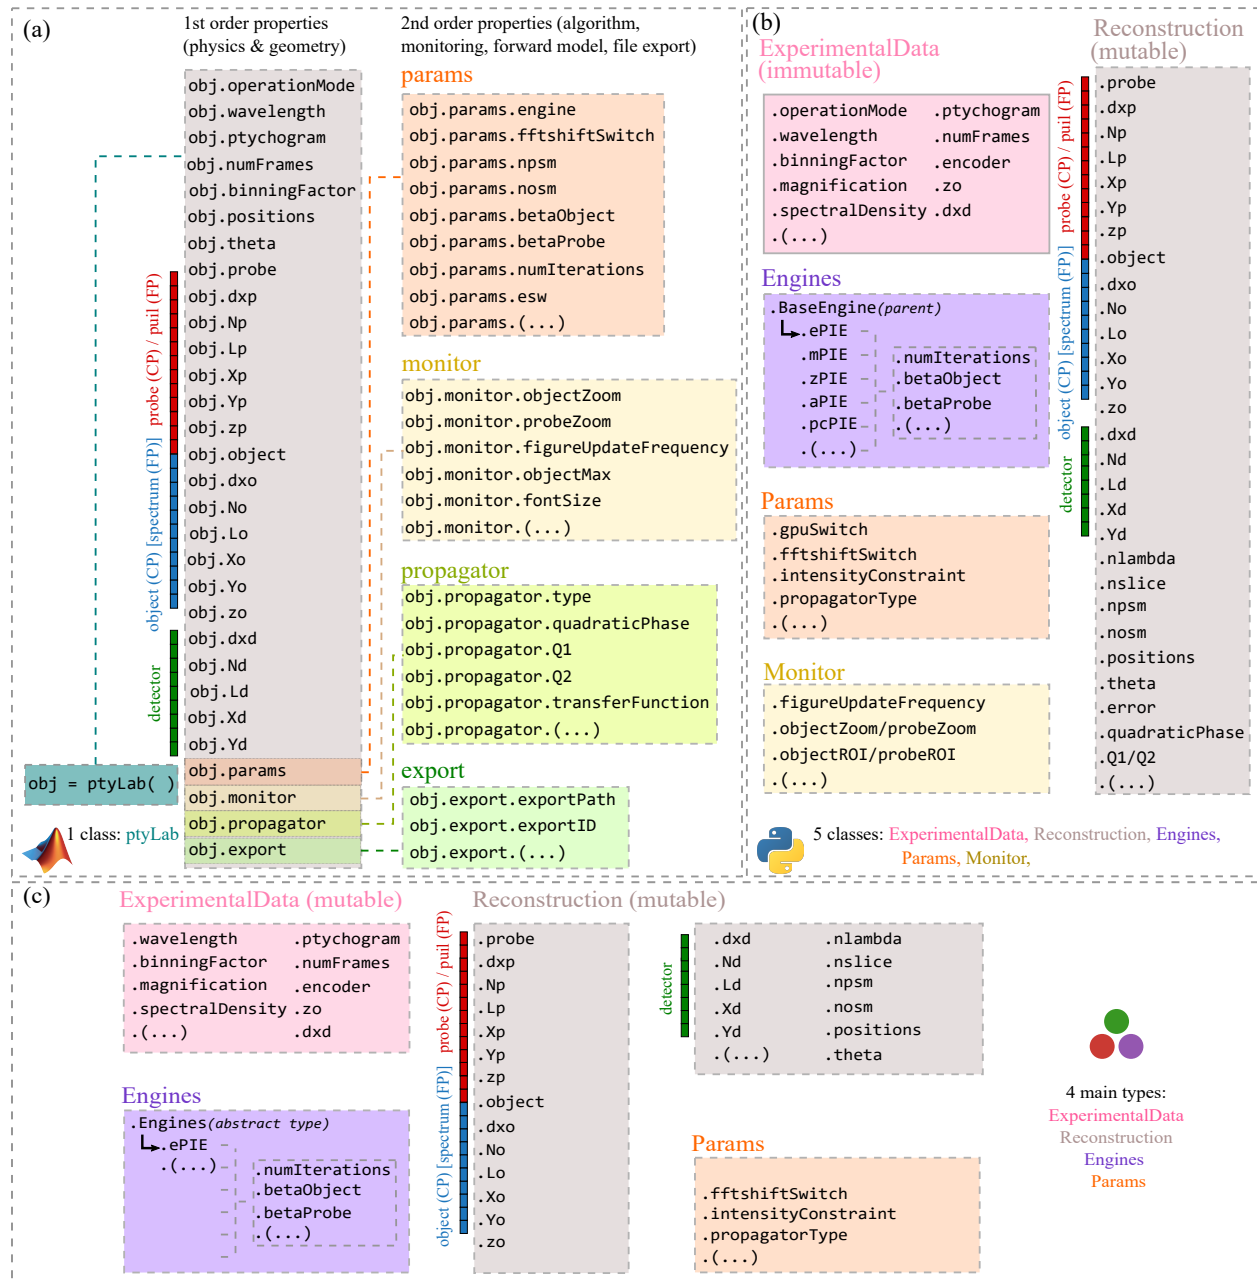 (a)
1st order properties
(physics & geometry)
2nd order properties (algorithm,
monitoring, forward model, file export)
obj.operationMode
obj.wavelength
obj.ptychogram
obj.numFrames
obj.binningFactor
obj.positions
obj.theta
obj.probe
obj.dxp
obj.Np
obj.Lp
obj.Xp
obj.Yp
obj.zp
obj.object
obj.dxo
obj.No
obj.Lo
obj.Xo
obj.Yo
obj.zo
obj.dxd
obj.Nd
obj.Ld
obj.Xd
obj.Yd
obj.params
obj.monitor
obj.propagator
obj.export
probe (CP) / puil (FP)
object (CP) [spectrum (FP)]
detector
obj = ptyLab( )
1 class: ptyLab
params
obj.params.engine
obj.params.fftshiftSwitch
obj.params.npsm
obj.params.nosm
obj.params.betaObject
obj.params.betaProbe
obj.params.numIterations
obj.params.esw
obj.params.(...)
monitor
obj.monitor.objectZoom
obj.monitor.probeZoom
obj.monitor.figureUpdateFrequency
obj.monitor.objectMax
obj.monitor.fontSize
obj.monitor.(...)
propagator
obj.propagator.type
obj.propagator.quadraticPhase
obj.propagator.Q1
obj.propagator.Q2
obj.propagator.transferFunction
obj.propagator.(...)
export
obj.export.exportPath
obj.export.exportID
obj.export.(...)
(b)
ExperimentalData
(immutable)
.operationMode .ptychogram
.wavelength .numFrames
.binningFactor .encoder
.magnification .zo
.spectralDensity .dxd
.(...)
Engines
.BaseEngine(parent)
.ePIE
.mPIE
.zPIE
.aPIE
.pcPIE
.(...)
.numIterations
.betaObject
.betaProbe
.(...)
Params
.gpuSwitch
.fftshiftSwitch
.intensityConstraint
.propagatorType
.(...)
Monitor
.figureUpdateFrequency
.objectZoom/probeZoom
.objectROI/probeROI
.(...)
Reconstruction
(mutable)
probe (CP) / puil (FP)
object (CP) [spectrum (FP)]
detector
.probe
.dxp
.Np
.Lp
.Xp
.Yp
.zp
.object
.dxo
.No
.Lo
.Xo
.Yo
.zo
.dxd
.Nd
.Ld
.Xd
.Yd
.nlambda
.nslice
.npsm
.nosm
.positions
.theta
.error
.quadraticPhase
.Q1/Q2
.(...)
5 classes: ExperimentalData, Reconstruction, Engines,
Params, Monitor,
(c)
ExperimentalData (mutable)
.wavelength .ptychogram
.binningFactor .numFrames
.magnification .encoder
.spectralDensity .zo
.(...) .dxd
Engines
.Engines(abstract type)
.ePIE
.(...)
.numIterations
.betaObject
.betaProbe
.(...)
Reconstruction (mutable)
probe (CP) / puil (FP)
object (CP) [spectrum (FP)]
.probe
.dxp
.Np
.Lp
.Xp
.Yp
.zp
.object
.dxo
.No
.Lo
.Xo
.Yo
.zo
detector
.dxd .nlambda
.Nd .nslice
.Ld .npsm
.Xd .nosm
.Yd .positions
.(...) .theta
Params
.fftshiftSwitch
.intensityConstraint
.propagatorType
.(...)
4 main types:
ExperimentalData
Reconstruction
Engines
Params